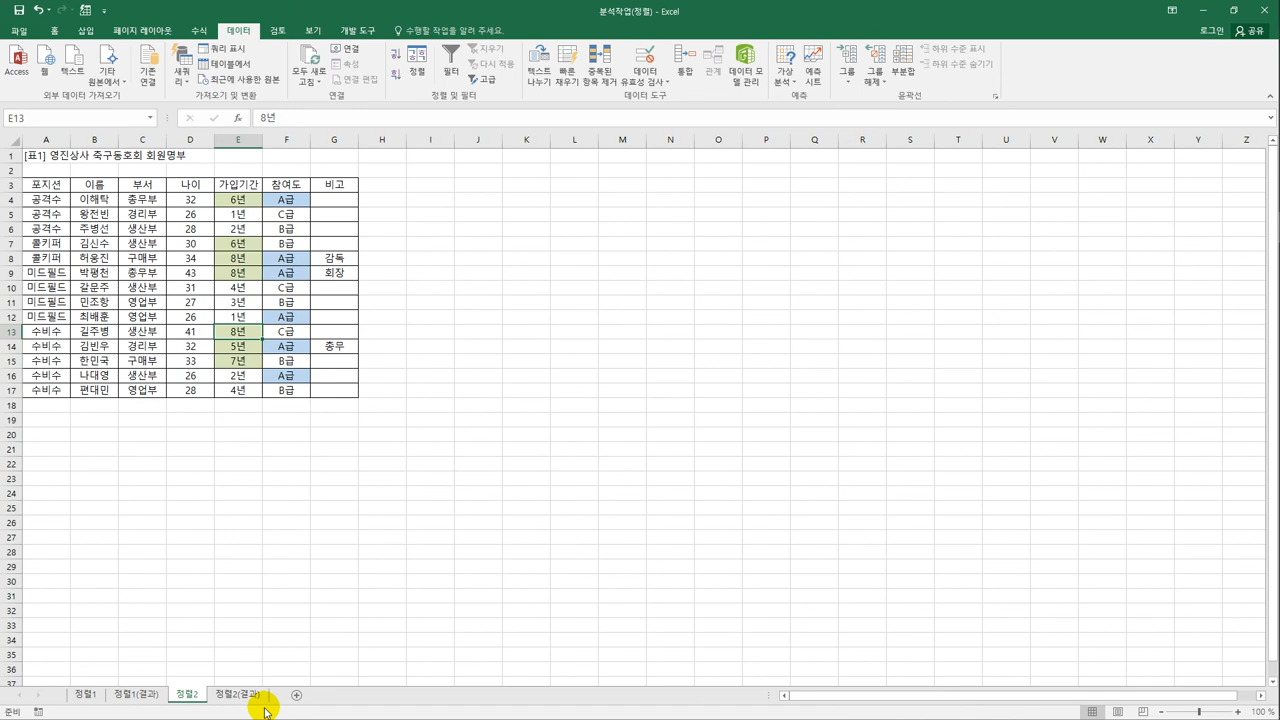 분석작업(정렬) - Excel
파일 홈 삽입 페이지 레이아웃 수식 데이터 검토 보기 개발 도구 수행할 작업을 알려 주세요. 로그인 공유
Access 웹 텍스트 기타 원본에서 기존 연결 새 쿼리 쿼리 표시 테이블에서 최근에 사용한 원본 모두 새로 고침 연결 속성 연결 편집 정렬 필터 지우기 다시 적용 고급 텍스트 나누기 빠른 채우기 중복된 항목 제거 데이터 유효성 검사 통합 관계 데이터 모델 관리 가상 분석 예측 시트 그룹 그룹 해제 부분합 하위 수준 표시 하위 수준 숨기기
외부 데이터 가져오기 가져오기 및 변환 연결 정렬 및 필터 데이터 도구 예측 윤곽선
E13 fx 8년
A B C D E F G H I J K L M N O P Q R S T U V W X Y Z
1 [표1] 영진상사 축구동호회 회원명부
2
3 포지션 이름 부서 나이 가입기간 참여도 비고
4 공격수 이해탁 총무부 32 6년 A급
5 공격수 왕전빈 경리부 26 1년 C급
6 공격수 주병선 생산부 28 2년 B급
7 골키퍼 김신수 생산부 30 6년 B급
8 골키퍼 허웅진 구매부 34 8년 A급 감독
9 미드필드 박평천 총무부 43 8년 A급 회장
10 미드필드 갈문주 생산부 31 4년 C급
11 미드필드 민조항 영업부 27 3년 B급
12 미드필드 최배훈 영업부 26 1년 A급
13 수비수 길주병 생산부 41 8년 C급
14 수비수 김빈우 경리부 32 5년 A급 총무
15 수비수 한민국 구매부 33 7년 B급
16 수비수 나대영 생산부 26 2년 A급
17 수비수 편대민 영업부 28 4년 B급
18
19
20
21
22
23
24
25
26
27
28
29
30
31
32
33
34
35
36
37
정렬1 정렬1(결과) 정렬2 정렬2(결과)
준비 100 %